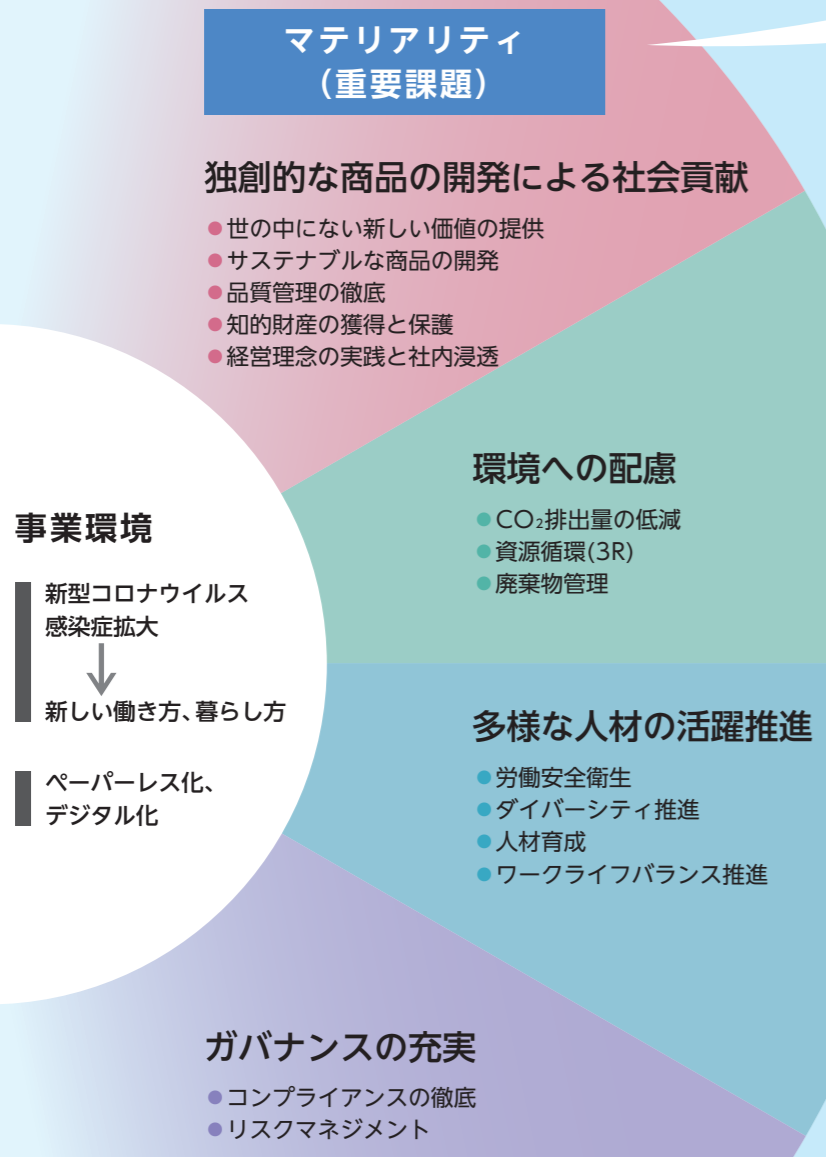 マテリアリティ
(重要課題)
独創的な商品の開発による社会貢献
●世の中にない新しい価値の提供
●サステナブルな商品の開発
●品質管理の徹底
●知的財産の獲得と保護
●経営理念の実践と社内浸透
環境への配慮
●CO₂排出量の低減
●資源循環(3R)
●廃棄物管理
事業環境
新型コロナウイルス
感染症拡大
↓
新しい働き方、暮らし方
ペーパーレス化、
デジタル化
多様な人材の活躍推進
●労働安全衛生
●ダイバーシティ推進
●人材育成
●ワークライフバランス推進
ガバナンスの充実
●コンプライアンスの徹底
●リスクマネジメント